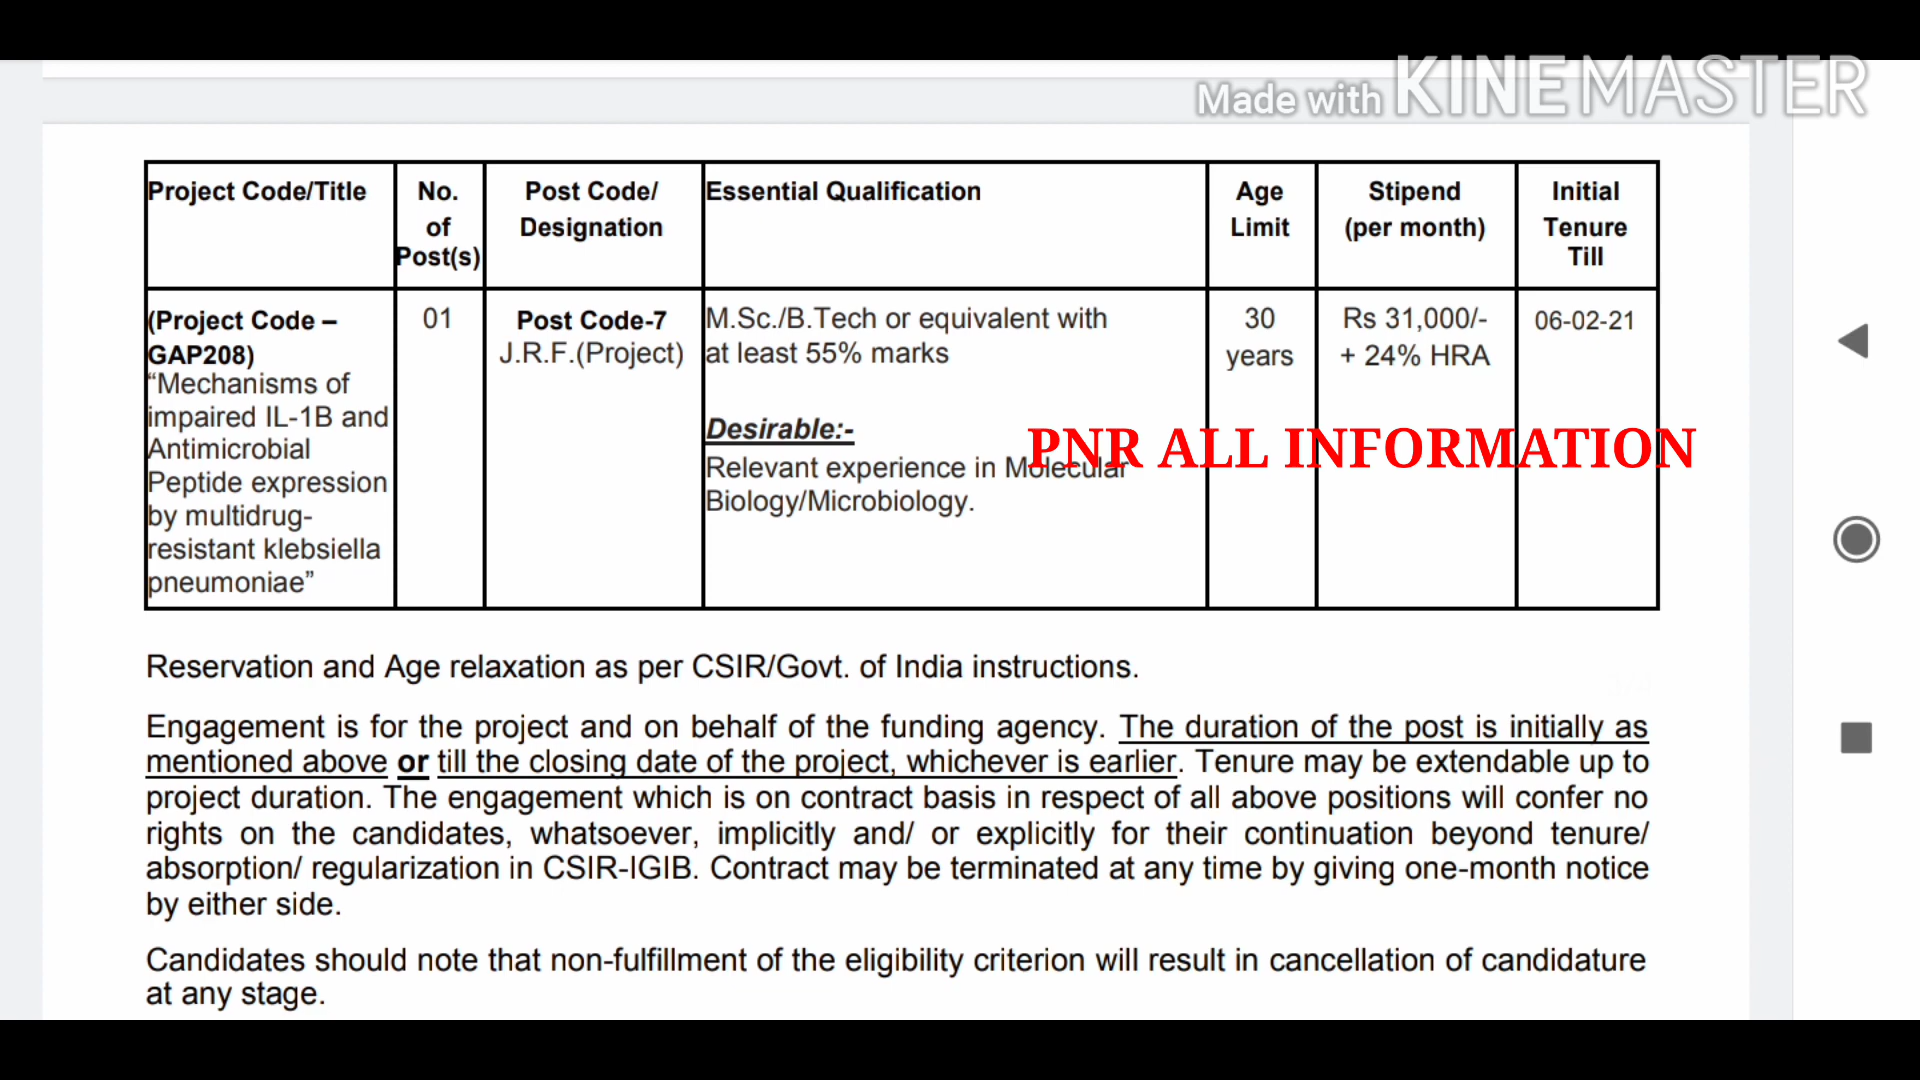 Made with KINEMASTER
Project Code/Title
No.
of
Post(s)
Post Code/
Designation
Essential Qualification
Age
Limit
Stipend
(per month)
Initial
Tenure
Till
(Project Code –
GAP208)
“Mechanisms of
impaired IL-1B and
Antimicrobial
Peptide expression
by multidrug-
resistant klebsiella
pneumoniae”
01
Post Code-7
J.R.F.(Project)
M.Sc./B.Tech or equivalent with
at least 55% marks
Desirable:-
Relevant experience in Molecular
Biology/Microbiology.
30
years
Rs 31,000/-
+ 24% HRA
06-02-21
PNR ALL INFORMATION
Reservation and Age relaxation as per CSIR/Govt. of India instructions.
Engagement is for the project and on behalf of the funding agency. The duration of the post is initially as
mentioned above or till the closing date of the project, whichever is earlier. Tenure may be extendable up to
project duration. The engagement which is on contract basis in respect of all above positions will confer no
rights on the candidates, whatsoever, implicitly and/ or explicitly for their continuation beyond tenure/
absorption/ regularization in CSIR-IGIB. Contract may be terminated at any time by giving one-month notice
by either side.
Candidates should note that non-fulfillment of the eligibility criterion will result in cancellation of candidature
at any stage.